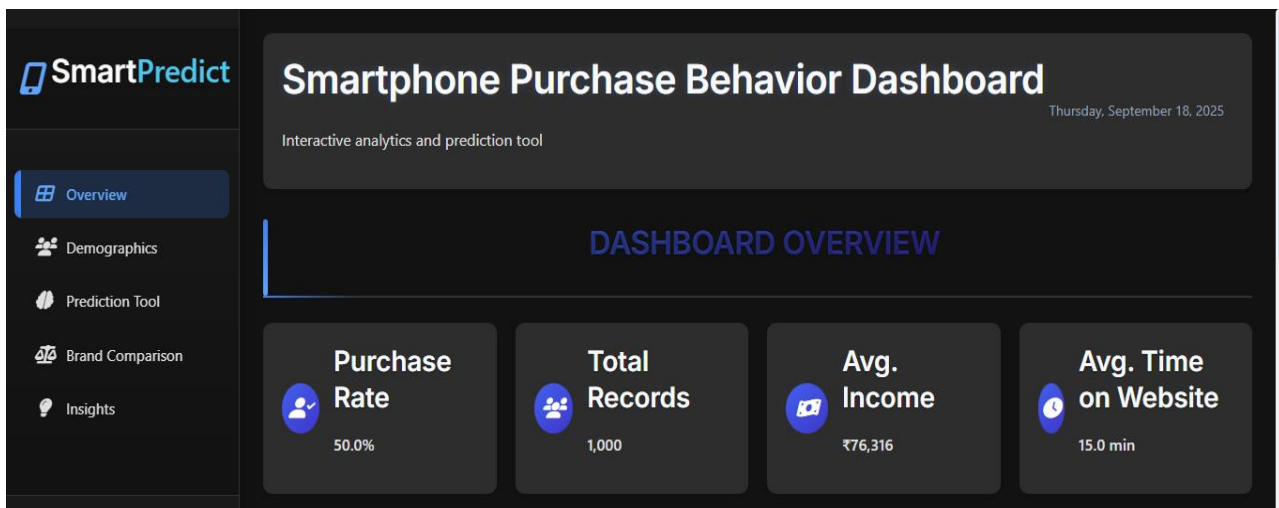 SmartPredict
Overview
Demographics
Prediction Tool
Brand Comparison
Insights
Smartphone Purchase Behavior Dashboard
Thursday, September 18, 2025
Interactive analytics and prediction tool
DASHBOARD OVERVIEW
Purchase
Rate
50.0%
Total
Records
1,000
Avg.
Income
₹76,316
Avg. Time
on Website
15.0 min